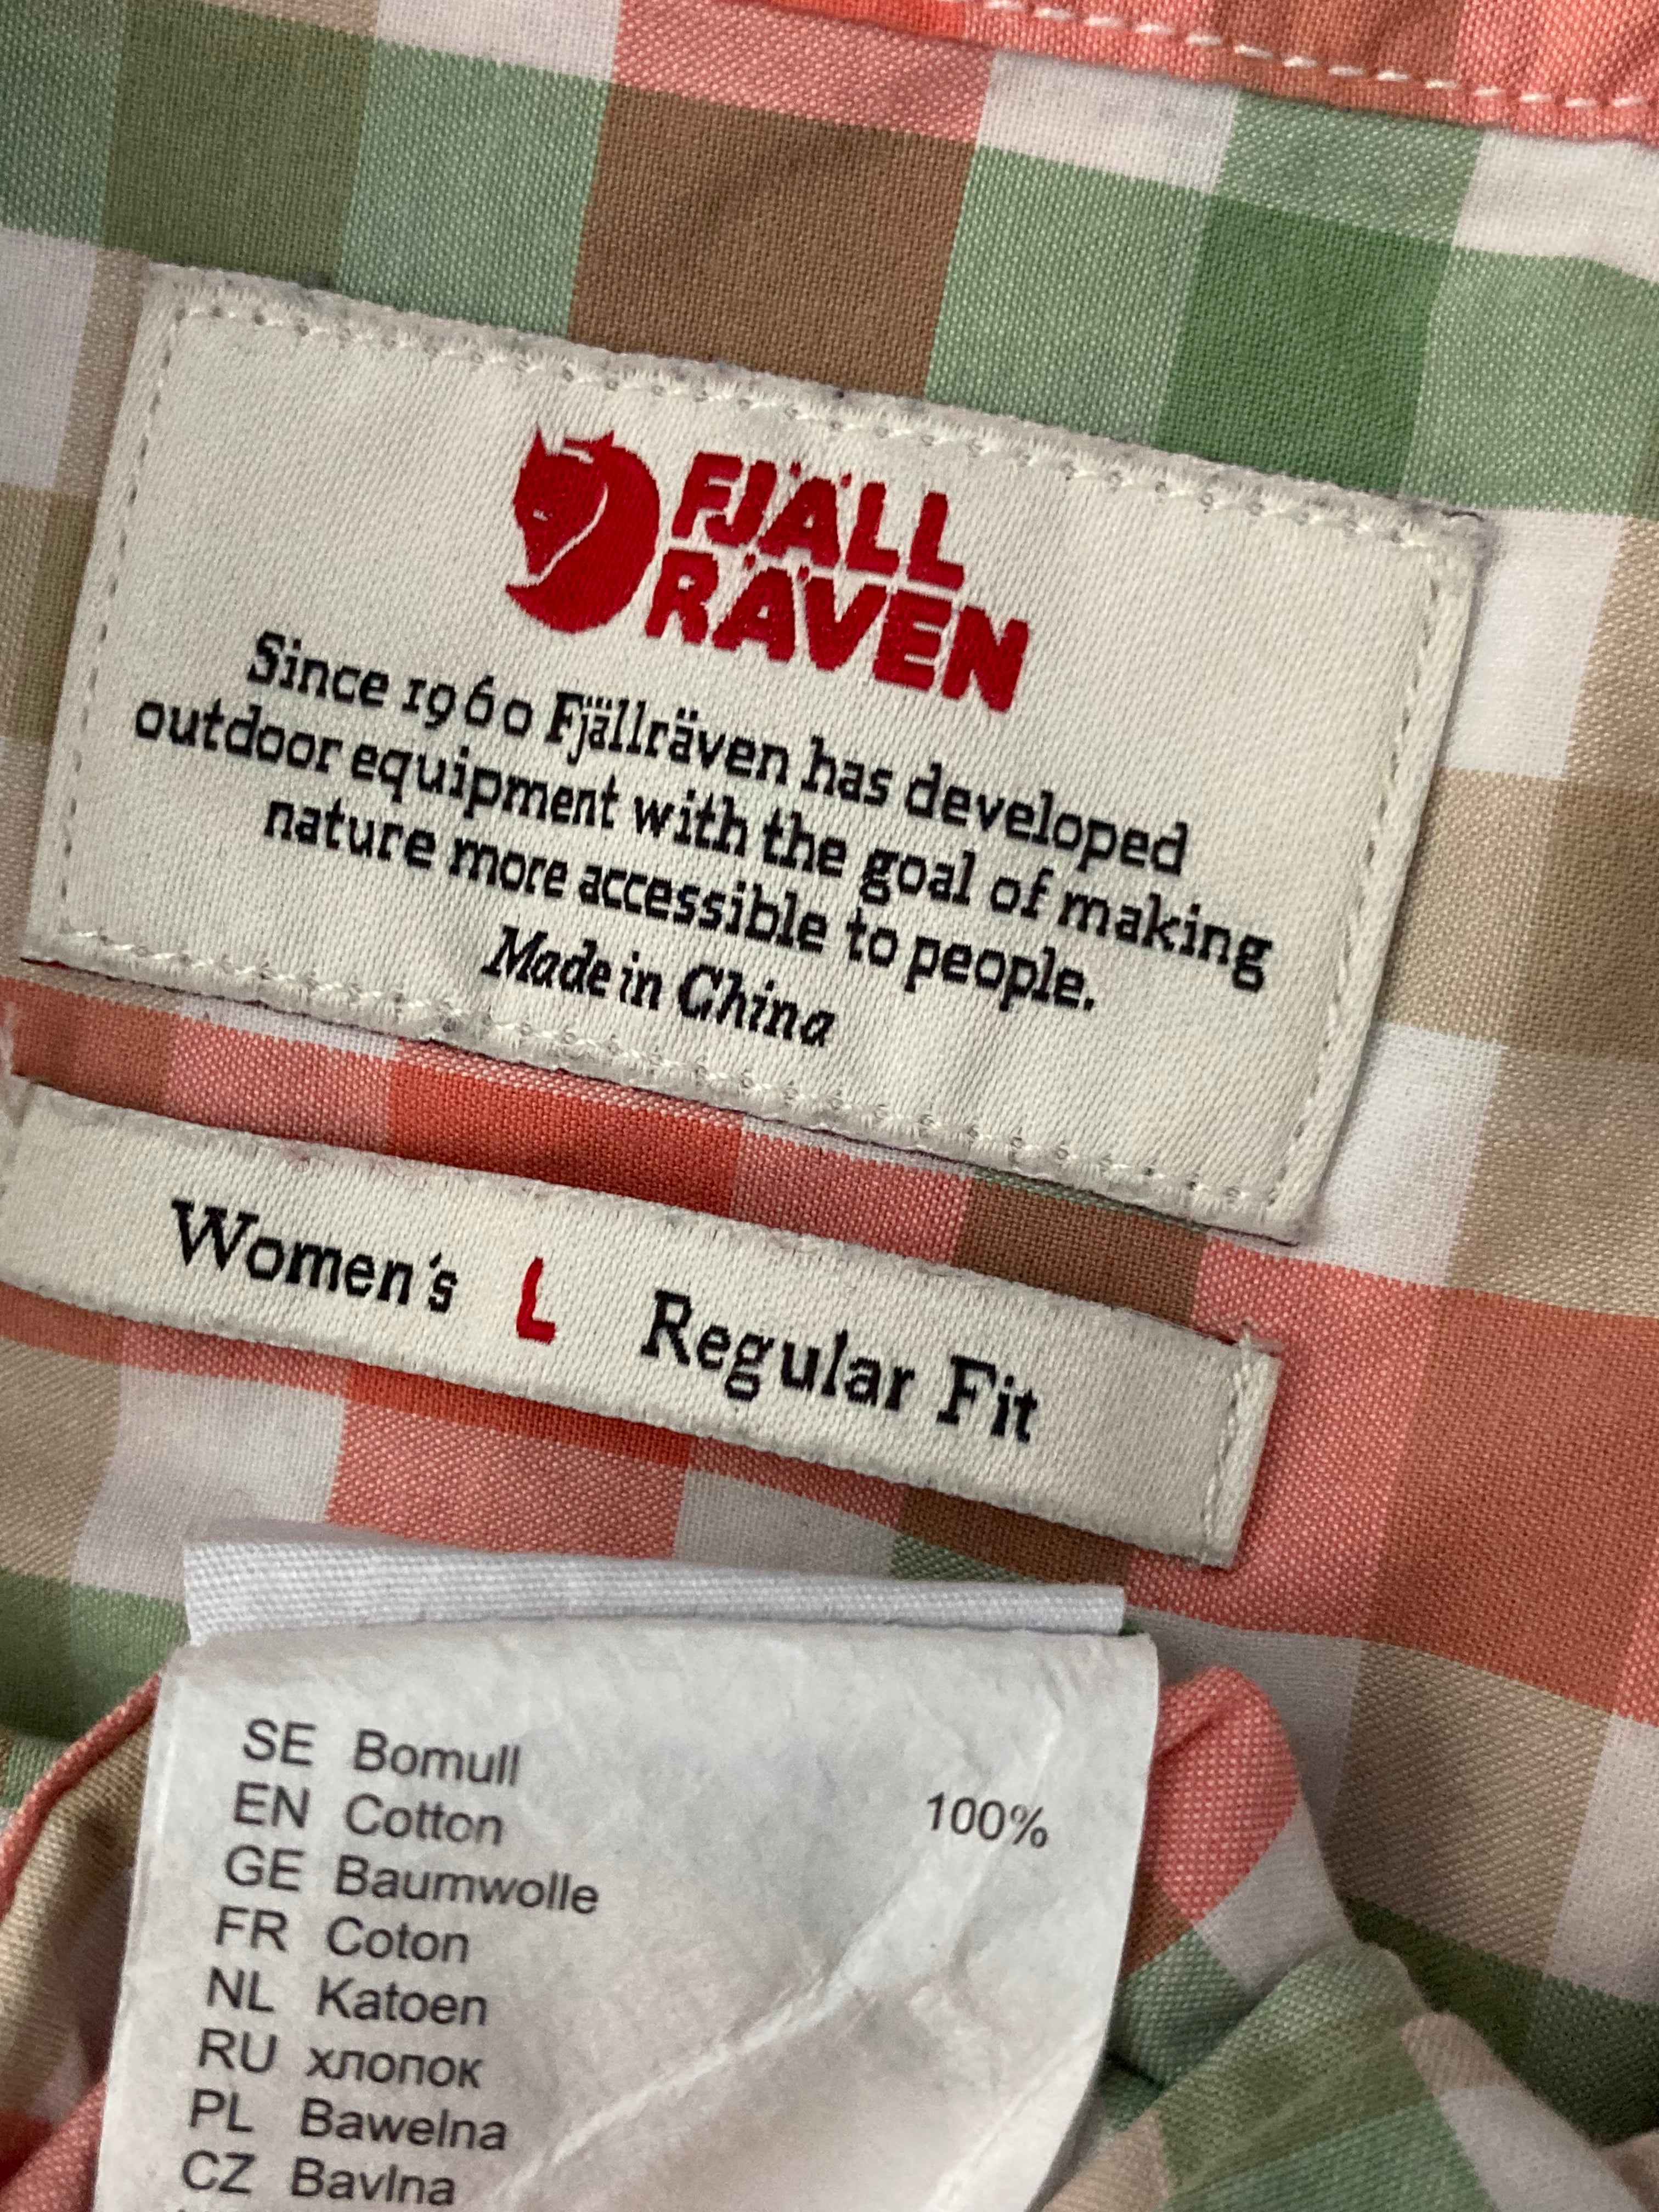 FJÄLL
RÄVEN
Since 1960 Fjällräven has developed
outdoor equipment with the goal of making
nature more accessible to people.
Made in China
Women's L Regular Fit
SE Bomull
EN Cotton 100%
GE Baumwolle
FR Coton
NL Katoen
RU хлопок
PL Bawelna
CZ Bavlna